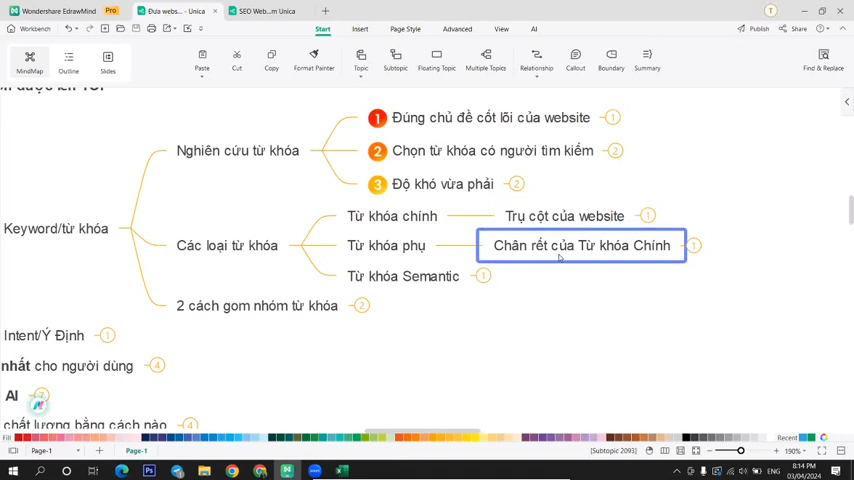 Wondershare EdrawMind
Pro
Đưa webs... - Unica
SEO Web...m Unica
T
Workbench
Start
Insert
Page Style
Advanced
View
AI
Publish
Share
MindMap
Outline
Slides
Paste
Cut
Copy
Format Painter
Topic
Subtopic
Floating Topic
Multiple Topics
Relationship
Callout
Boundary
Summary
Find & Replace
1 Đúng chủ đề cốt lõi của website 1
Nghiên cứu từ khóa
2 Chọn từ khóa có người tìm kiếm 2
3 Độ khó vừa phải 2
Từ khóa chính
Trụ cột của website 1
Keyword/từ khóa
Các loại từ khóa
Từ khóa phụ
Chân rết của Từ khóa Chính 1
Từ khóa Semantic 1
2 cách gom nhóm từ khóa 2
Intent/Ý Định 1
nhất cho người dùng 4
AI
chất lượng bằng cách nào 4
Fill
Recent
Page-1
Page-1
[Subtopic 2093]
190%
ENG
8:14 PM
03/04/2024